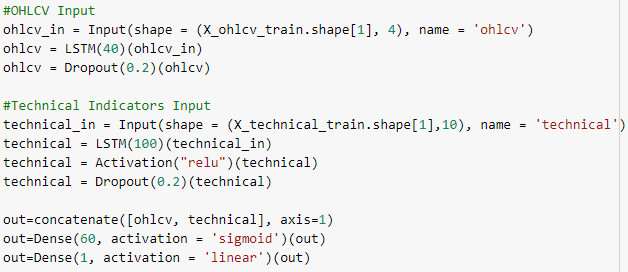 #OHLCV Input
ohlcv_in = Input(shape = (X_ohlcv_train.shape[1], 4), name = 'ohlcv')
ohlcv = LSTM(40)(ohlcv_in)
ohlcv = Dropout(0.2)(ohlcv)

#Technical Indicators Input
technical_in = Input(shape = (X_technical_train.shape[1],10), name = 'technical')
technical = LSTM(100)(technical_in)
technical = Activation("relu")(technical)
technical = Dropout(0.2)(technical)

out=concatenate([ohlcv, technical], axis=1)
out=Dense(60, activation = 'sigmoid')(out)
out=Dense(1, activation = 'linear')(out)